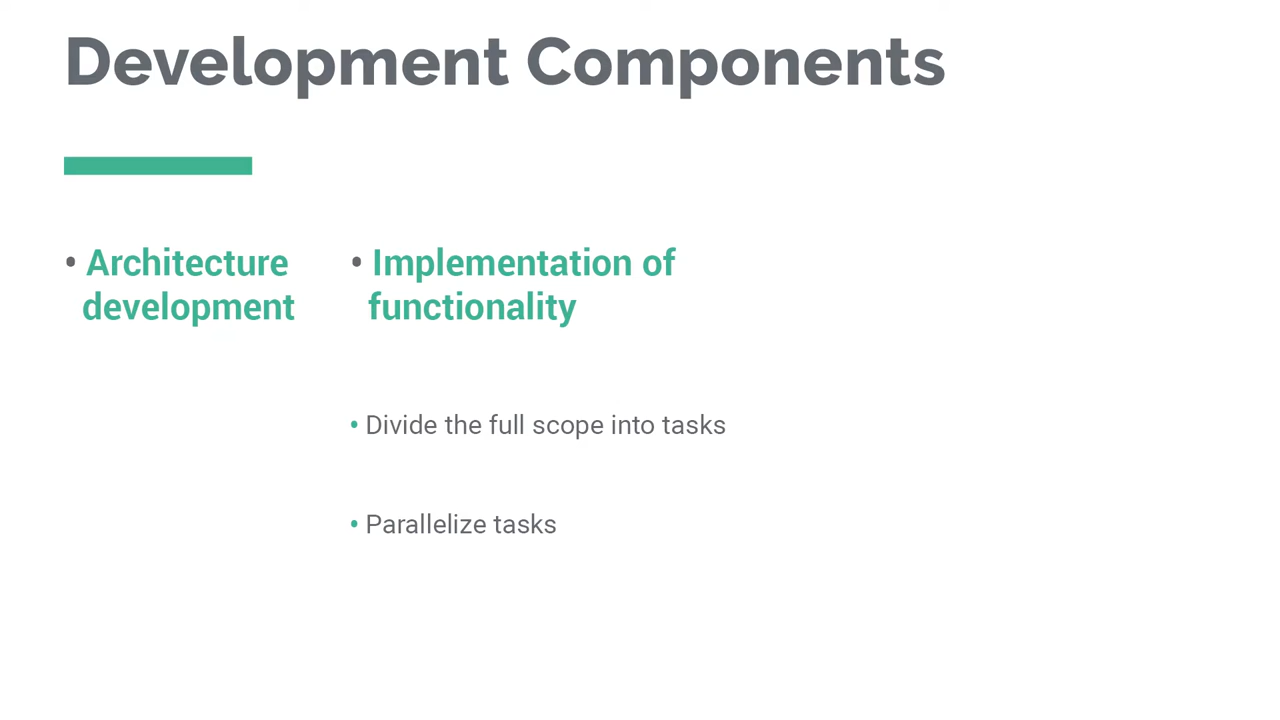 Development Components
• Architecture
development
• Implementation of
functionality
• Divide the full scope into tasks
• Parallelize tasks